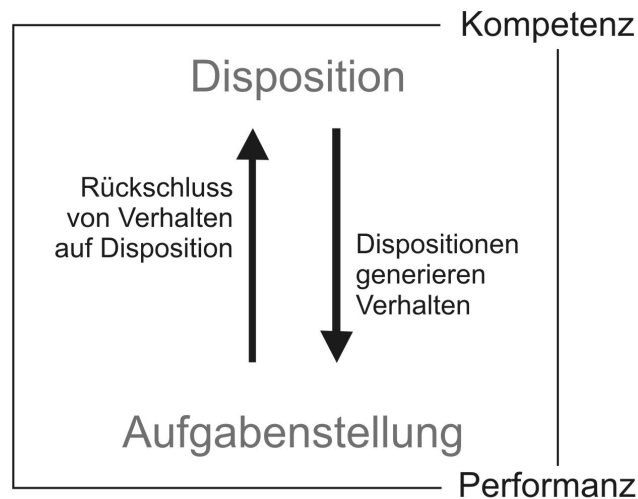 Kompetenz
Disposition
Rückschluss
von Verhalten
auf Disposition
Dispositionen
generieren
Verhalten
Aufgabenstellung
Performanz